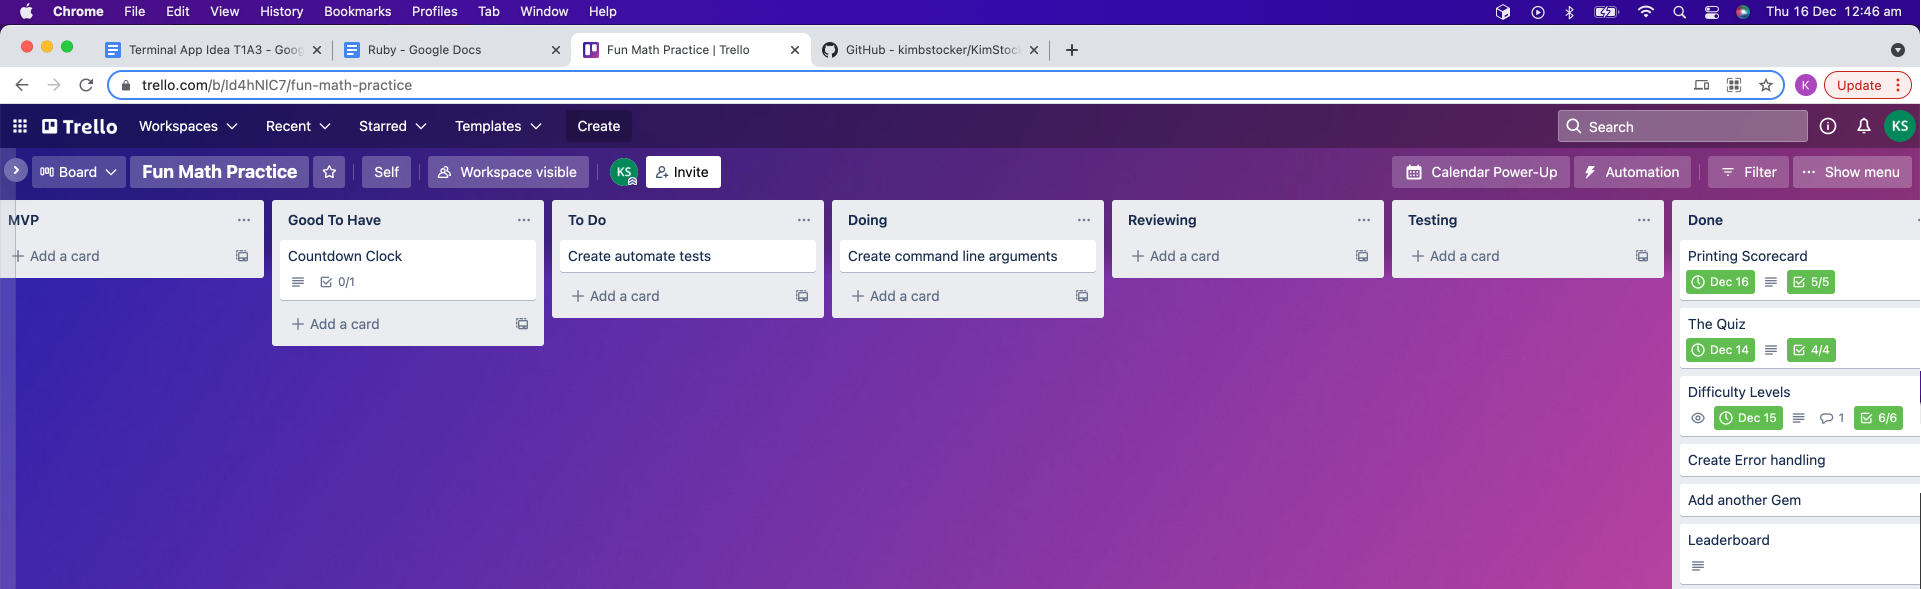 Chrome File Edit View History Bookmarks Profiles Tab Window Help Thu 16 Dec 12:46 am
Terminal App Idea T1A3 - Goog Ruby - Google Docs Fun Math Practice | Trello GitHub - kimbstocker/KimStoc
trello.com/b/Id4hNlC7/fun-math-practice K Update
Trello Workspaces Recent Starred Templates Create Search KS
Board Fun Math Practice Self Workspace visible KS Invite Calendar Power-Up Automation Filter Show menu
MVP
+ Add a card
Good To Have
Countdown Clock
0/1
+ Add a card
To Do
Create automate tests
+ Add a card
Doing
Create command line arguments
+ Add a card
Reviewing
+ Add a card
Testing
+ Add a card
Done
Printing Scorecard
Dec 16 5/5
The Quiz
Dec 14 4/4
Difficulty Levels
Dec 15 1 6/6
Create Error handling
Add another Gem
Leaderboard